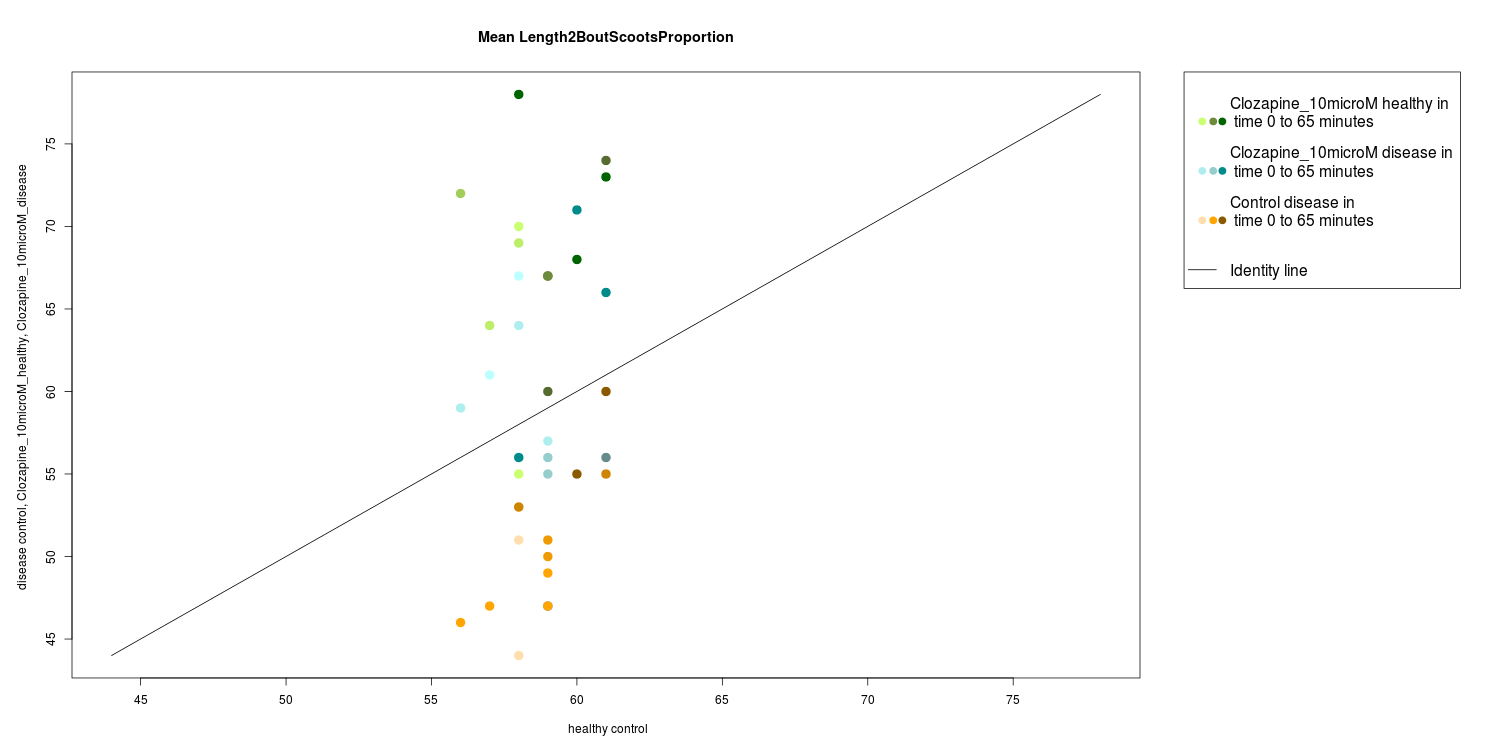 Mean Length2BoutScootsProportion
disease control, Clozapine_10microM_healthy, Clozapine_10microM_disease
75
70
65
60
55
50
45
45 50 55 60 65 70 75
healthy control
Clozapine_10microM healthy in
time 0 to 65 minutes
Clozapine_10microM disease in
time 0 to 65 minutes
Control disease in
time 0 to 65 minutes
Identity line